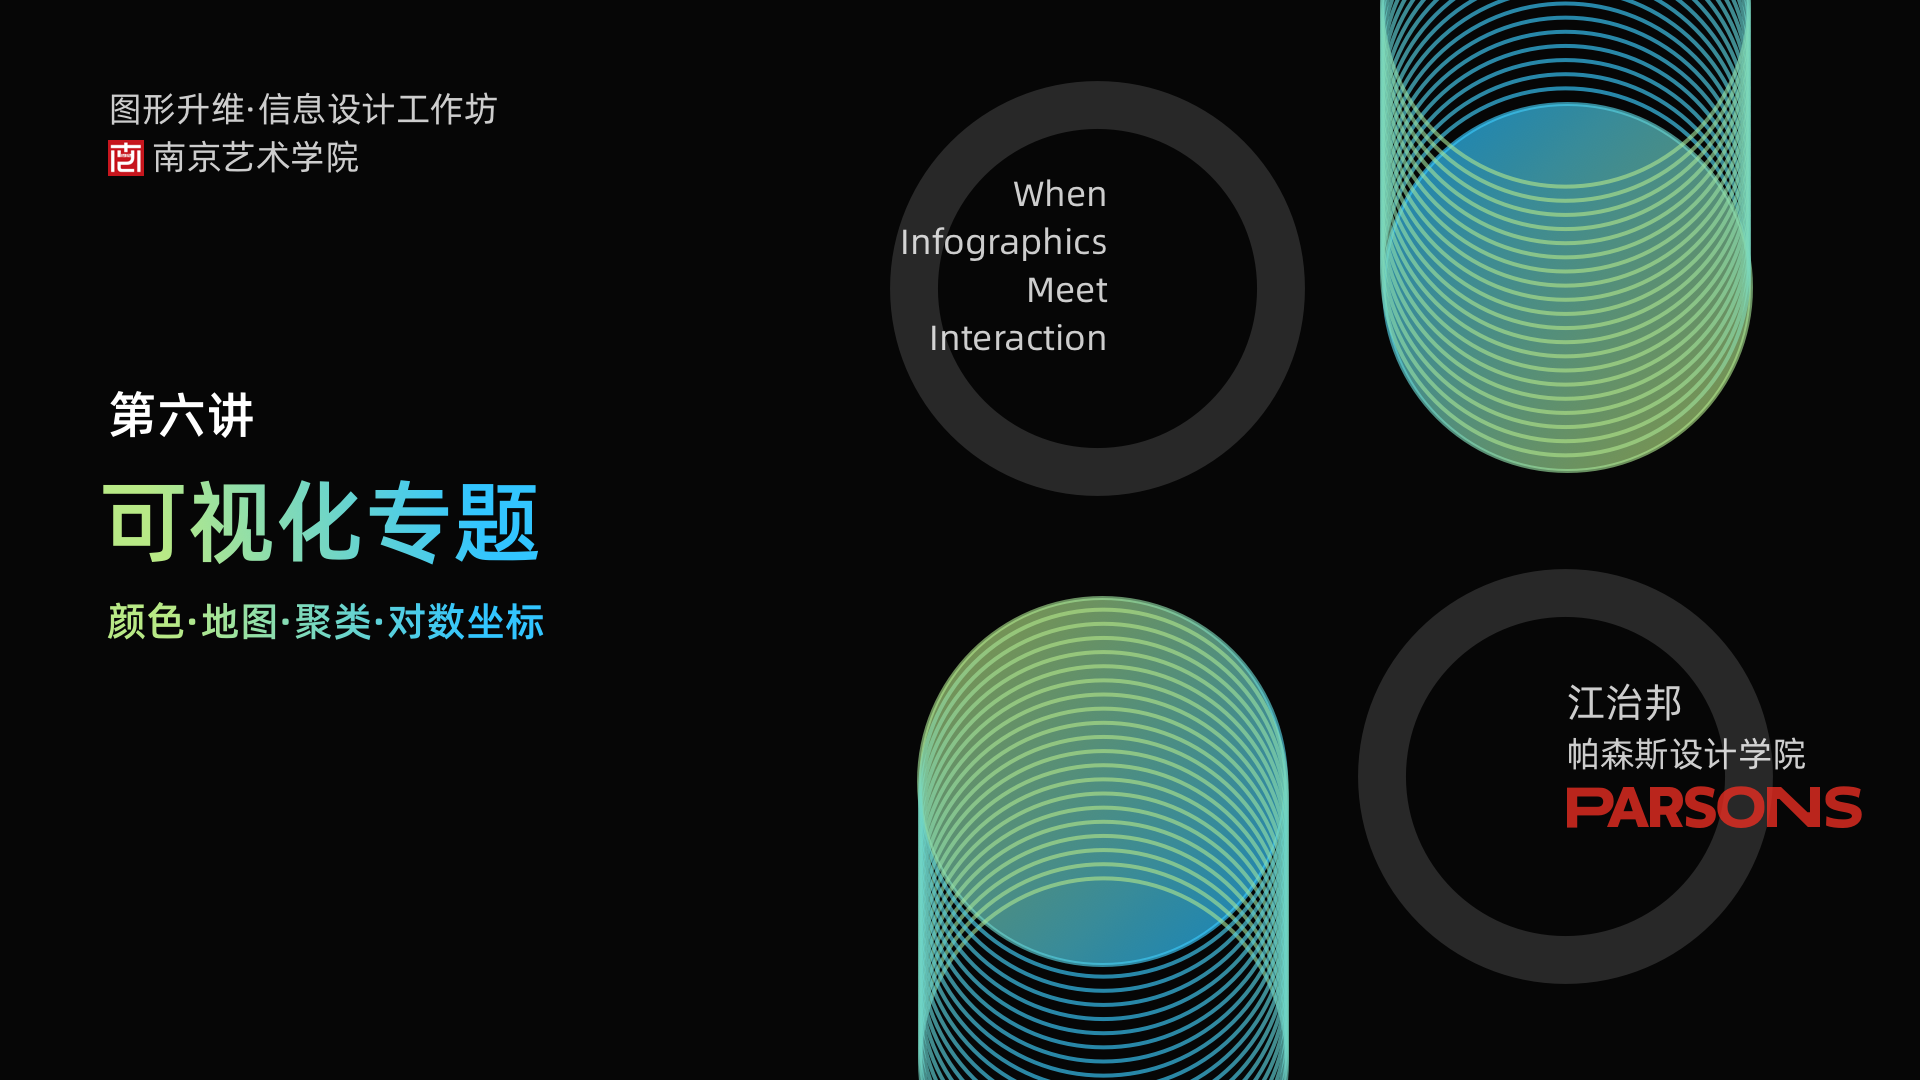 图形升维·信息设计工作坊
南京艺术学院
第六讲
可视化专题
颜色·地图·聚类·对数坐标
When
Infographics
Meet
Interaction
江治邦
帕森斯设计学院
PARSONS